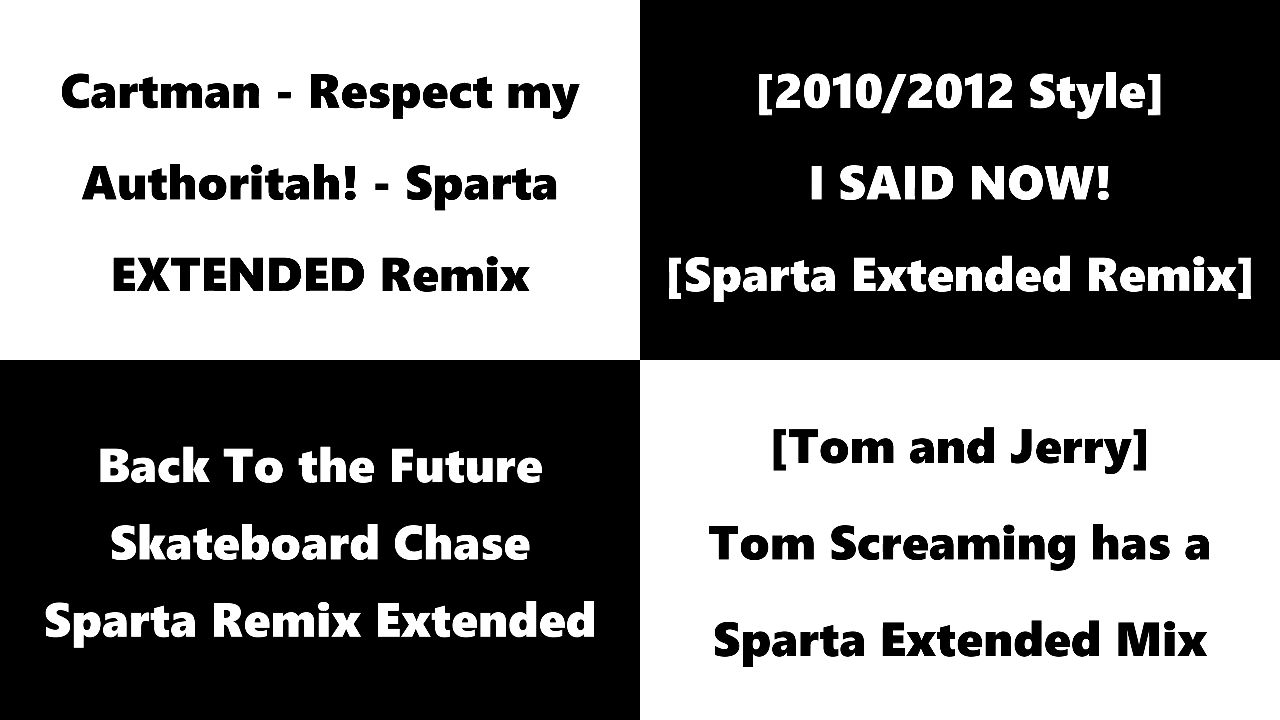 Cartman - Respect my
Authoritah! - Sparta
EXTENDED Remix
[2010/2012 Style]
I SAID NOW!
[Sparta Extended Remix]
Back To the Future
Skateboard Chase
Sparta Remix Extended
[Tom and Jerry]
Tom Screaming has a
Sparta Extended Mix